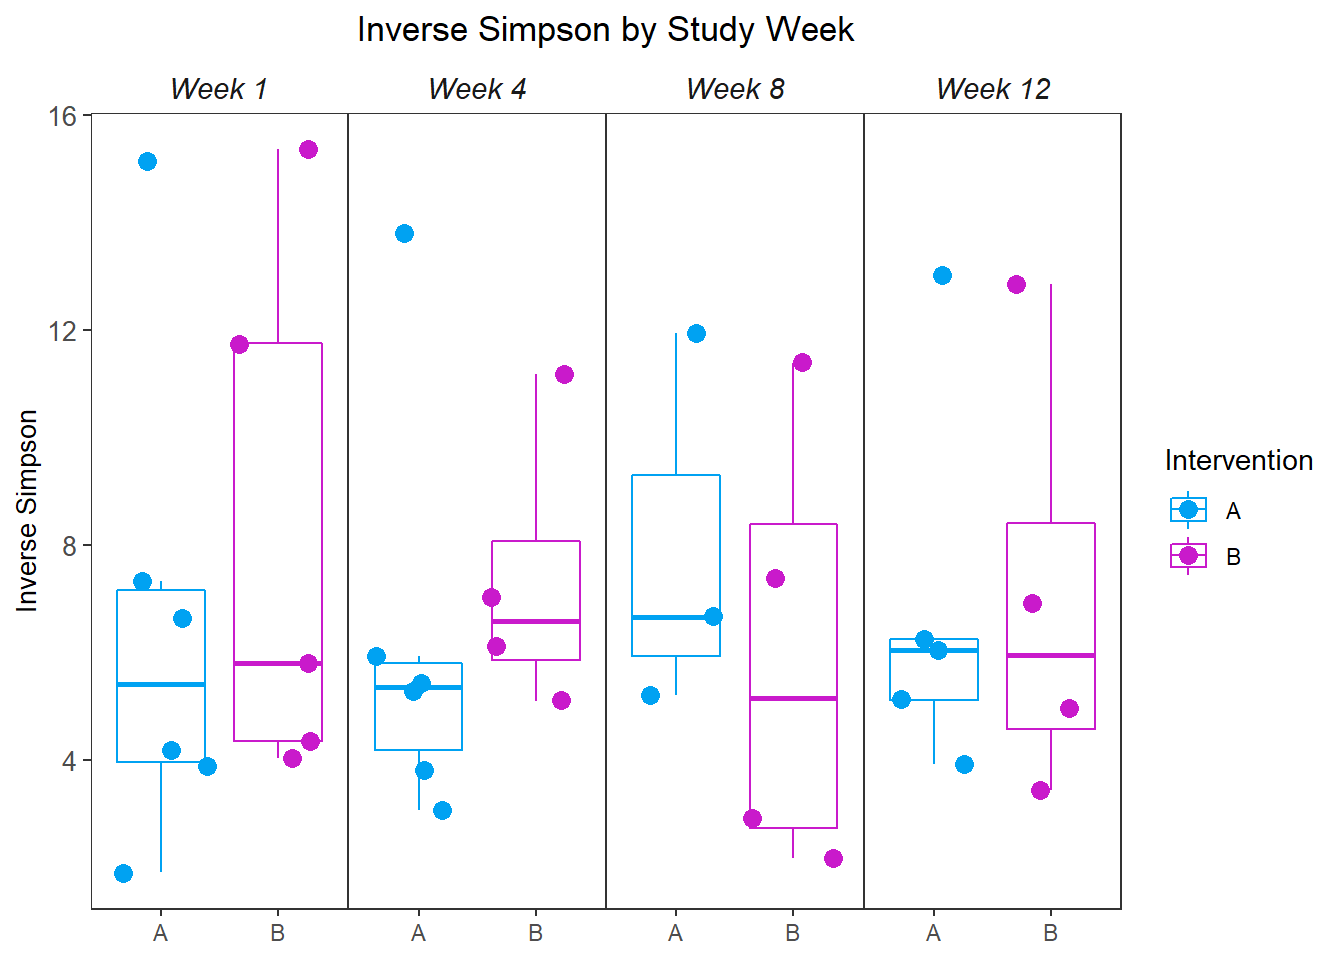 Inverse Simpson by Study Week
Week 1 Week 4 Week 8 Week 12
16
12
8
4
Inverse Simpson
A B A B A B A B
Intervention
A
B